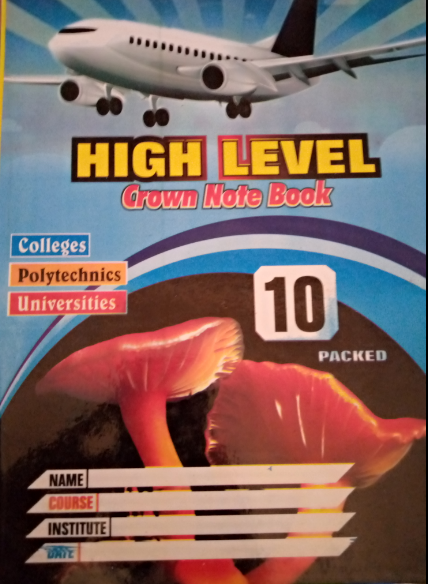 HIGH LEVEL
Crown Note Book
Colleges
Polytechnics
Universities
10
PACKED
NAME
COURSE
INSTITUTE
DATE